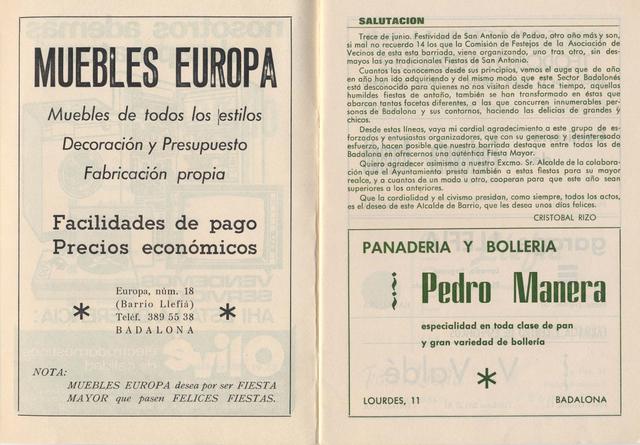 MUEBLES EUROPA
Muebles de todos los estilos
Decoración y Presupuesto
Fabricación propia
Facilidades de pago
Precios económicos
Europa, núm. 18
(Barrio Llefiá)
Teléf. 389 55 38
BADALONA
NOTA:
MUEBLES EUROPA desea por ser FIESTA
MAYOR que pasen FELICES FIESTAS.
SALUTACION
Trece de junio. Festividad de San Antonio de Padua, otro año más y son,
si mal no recuerdo 14 los que la Comisión de Festejos de la Asociación de
Vecinos de esta esta barriada, viene organizando, uno tras otro, sin des-
mayos las ya tradicionales Fiestas de San Antonio.
Cuantos las conocemos desde sus principios, vemos el auge que de año
en año han ido adquiriendo y del mismo modo que este Sector Badalonés
está desconocido para quienes no nos visitan desde hace tiempo, aquellas
humildes fiestas de antaño, también se han transformado en éstas que
abarcan tantas facetas diferentes, a las que concurren innumerables per-
sonas de Badalona y sus contornos, haciendo las delicias de grandes y
chicos.
Desde estas líneas, vaya mi cordial agradecimiento a este grupo de es-
forzados y entusiastas organizadores, que con su generoso y desinteresado
esfuerzo, hacen posible que nuestra barriada destaque entre todas las de
Badalona en ofrecernos una auténtica Fiesta Mayor.
Quiero agradecer asimismo a nuestro Excmo. Sr. Alcalde de la colabora-
ción que el Ayuntamiento presta también a estas fiestas para su mayor
realce, y a cuantos de un modo u otro, cooperan para que este año sean
superiores a los anteriores.
Que la cordialidad y el civismo presidan, como siempre, todos los actos,
es el deseo de este Alcalde de Barrio, que les desea unos días felices.
CRISTOBAL RIZO
PANADERIA Y BOLLERIA
Pedro Manera
especialidad en toda clase de pan
y gran variedad de bollería
LOURDES, 11 BADALONA